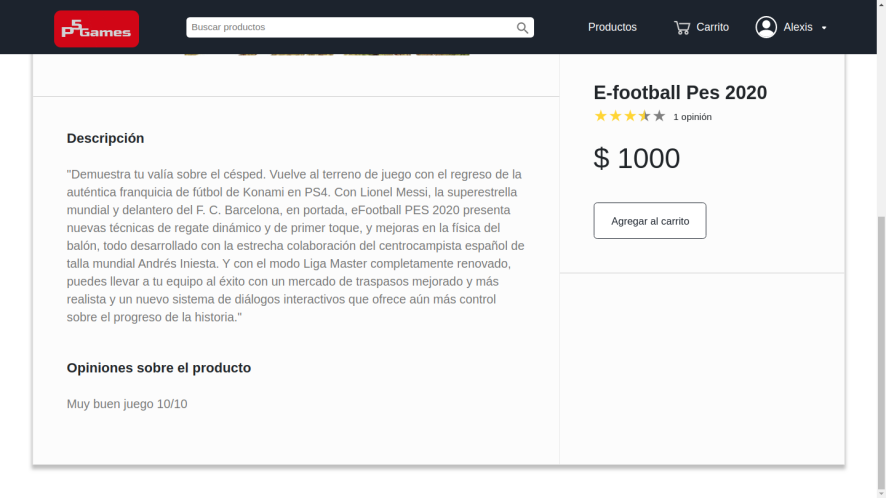 P5 Games
Buscar productos
Productos
Carrito
Alexis
E-football Pes 2020
1 opinión
$ 1000
Agregar al carrito
Descripción
"Demuestra tu valía sobre el césped. Vuelve al terreno de juego con el regreso de la
auténtica franquicia de fútbol de Konami en PS4. Con Lionel Messi, la superestrella
mundial y delantero del F. C. Barcelona, en portada, eFootball PES 2020 presenta
nuevas técnicas de regate dinámico y de primer toque, y mejoras en la física del
balón, todo desarrollado con la estrecha colaboración del centrocampista español de
talla mundial Andrés Iniesta. Y con el modo Liga Master completamente renovado,
puedes llevar a tu equipo al éxito con un mercado de traspasos mejorado y más
realista y un nuevo sistema de diálogos interactivos que ofrece aún más control
sobre el progreso de la historia."
Opiniones sobre el producto
Muy buen juego 10/10